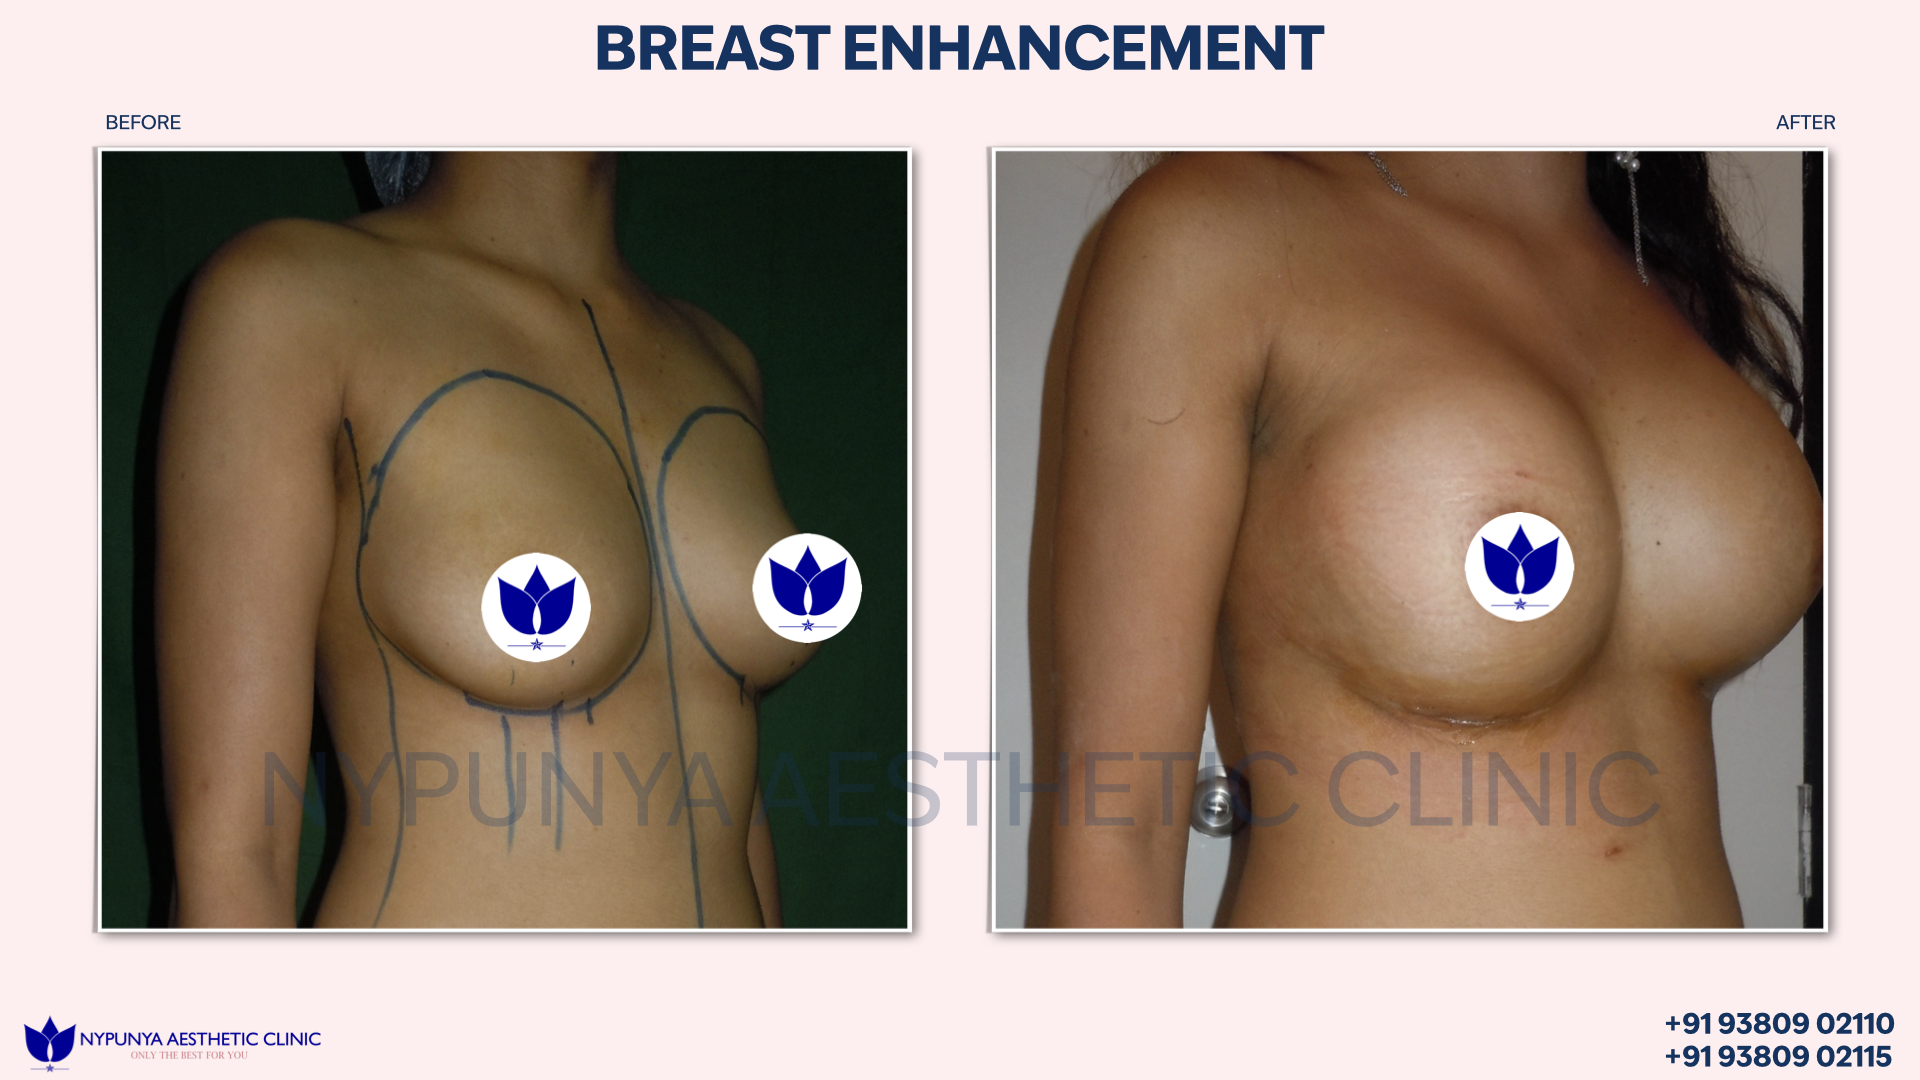 BREAST ENHANCEMENT
BEFORE
AFTER
NYPUNYA AESTHETIC CLINIC
NYPUNYA AESTHETIC CLINIC
ONLY THE BEST FOR YOU
+91 93809 02110
+91 93809 02115